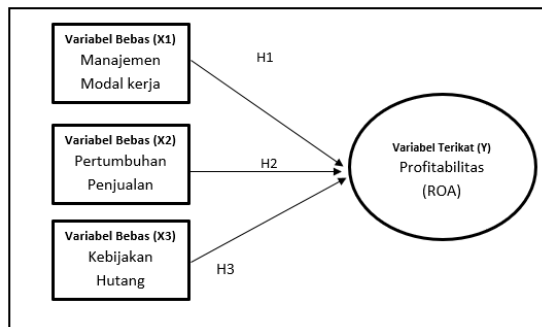 Variabel Bebas (X1)
Manajemen
Modal kerja
H1
Variabel Bebas (X2)
Pertumbuhan
Penjualan
H2
Variabel Terikat (Y)
Profitabilitas
(ROA)
Variabel Bebas (X3)
Kebijakan
Hutang
H3